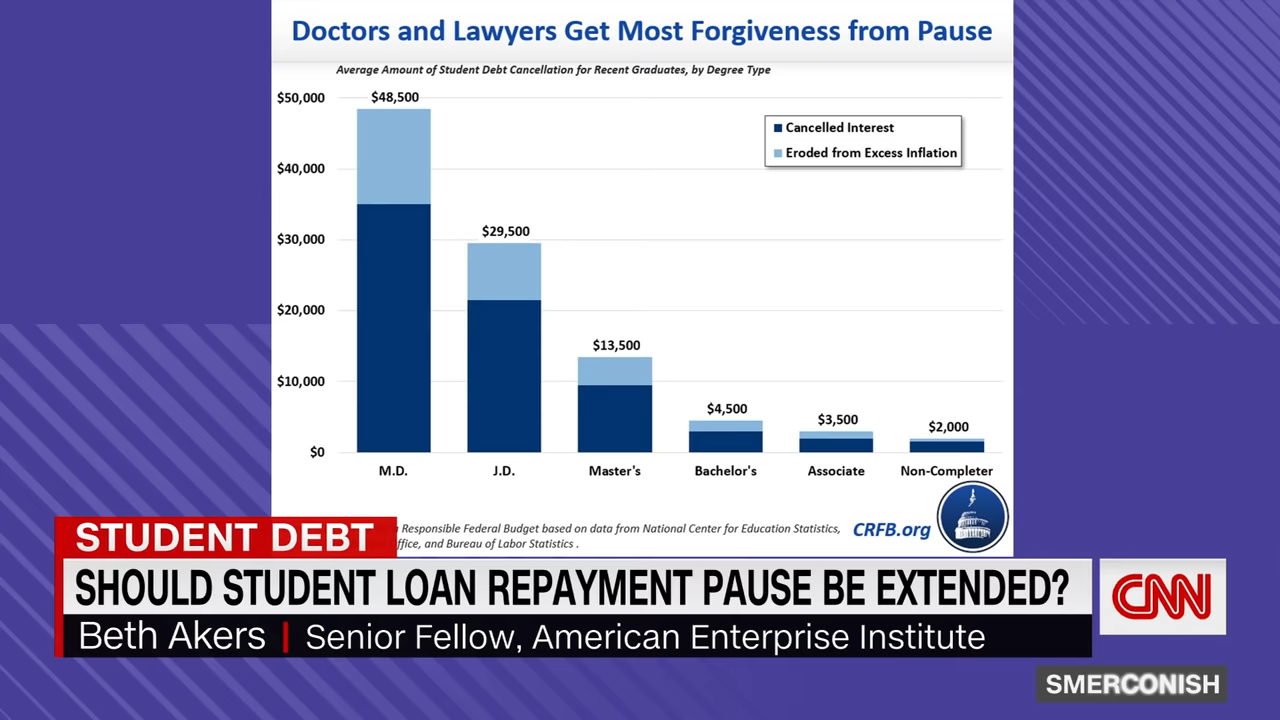 Doctors and Lawyers Get Most Forgiveness from Pause
Average Amount of Student Debt Cancellation for Recent Graduates, by Degree Type
$50,000
$40,000
$30,000
$20,000
$10,000
$0
$48,500
$29,500
$13,500
$4,500
$3,500
$2,000
Cancelled Interest
Eroded from Excess Inflation
M.D.
J.D.
Master's
Bachelor's
Associate
Non-Completer
Responsible Federal Budget based on data from National Center for Education Statistics,
and Bureau of Labor Statistics .
CRFB.org
STUDENT DEBT
SHOULD STUDENT LOAN REPAYMENT PAUSE BE EXTENDED?
Beth Akers | Senior Fellow, American Enterprise Institute
CNN
SMERCONISH